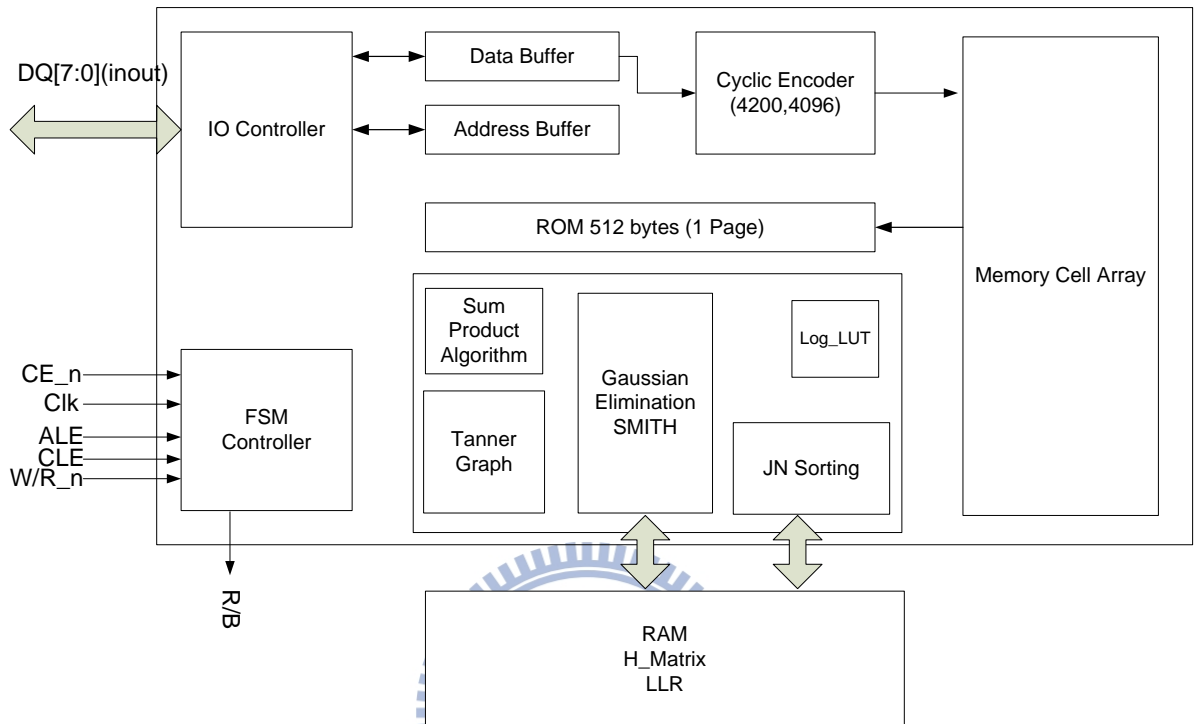 DQ[7:0](inout)
IO Controller
Data Buffer
Address Buffer
Cyclic Encoder
(4200,4096)
ROM 512 bytes (1 Page)
Memory Cell Array
Sum
Product
Algorithm
Tanner
Graph
Gaussian
Elimination
SMITH
Log_LUT
JN Sorting
CE_n
Clk
ALE
CLE
W/R_n
FSM
Controller
R/B
RAM
H_Matrix
LLR